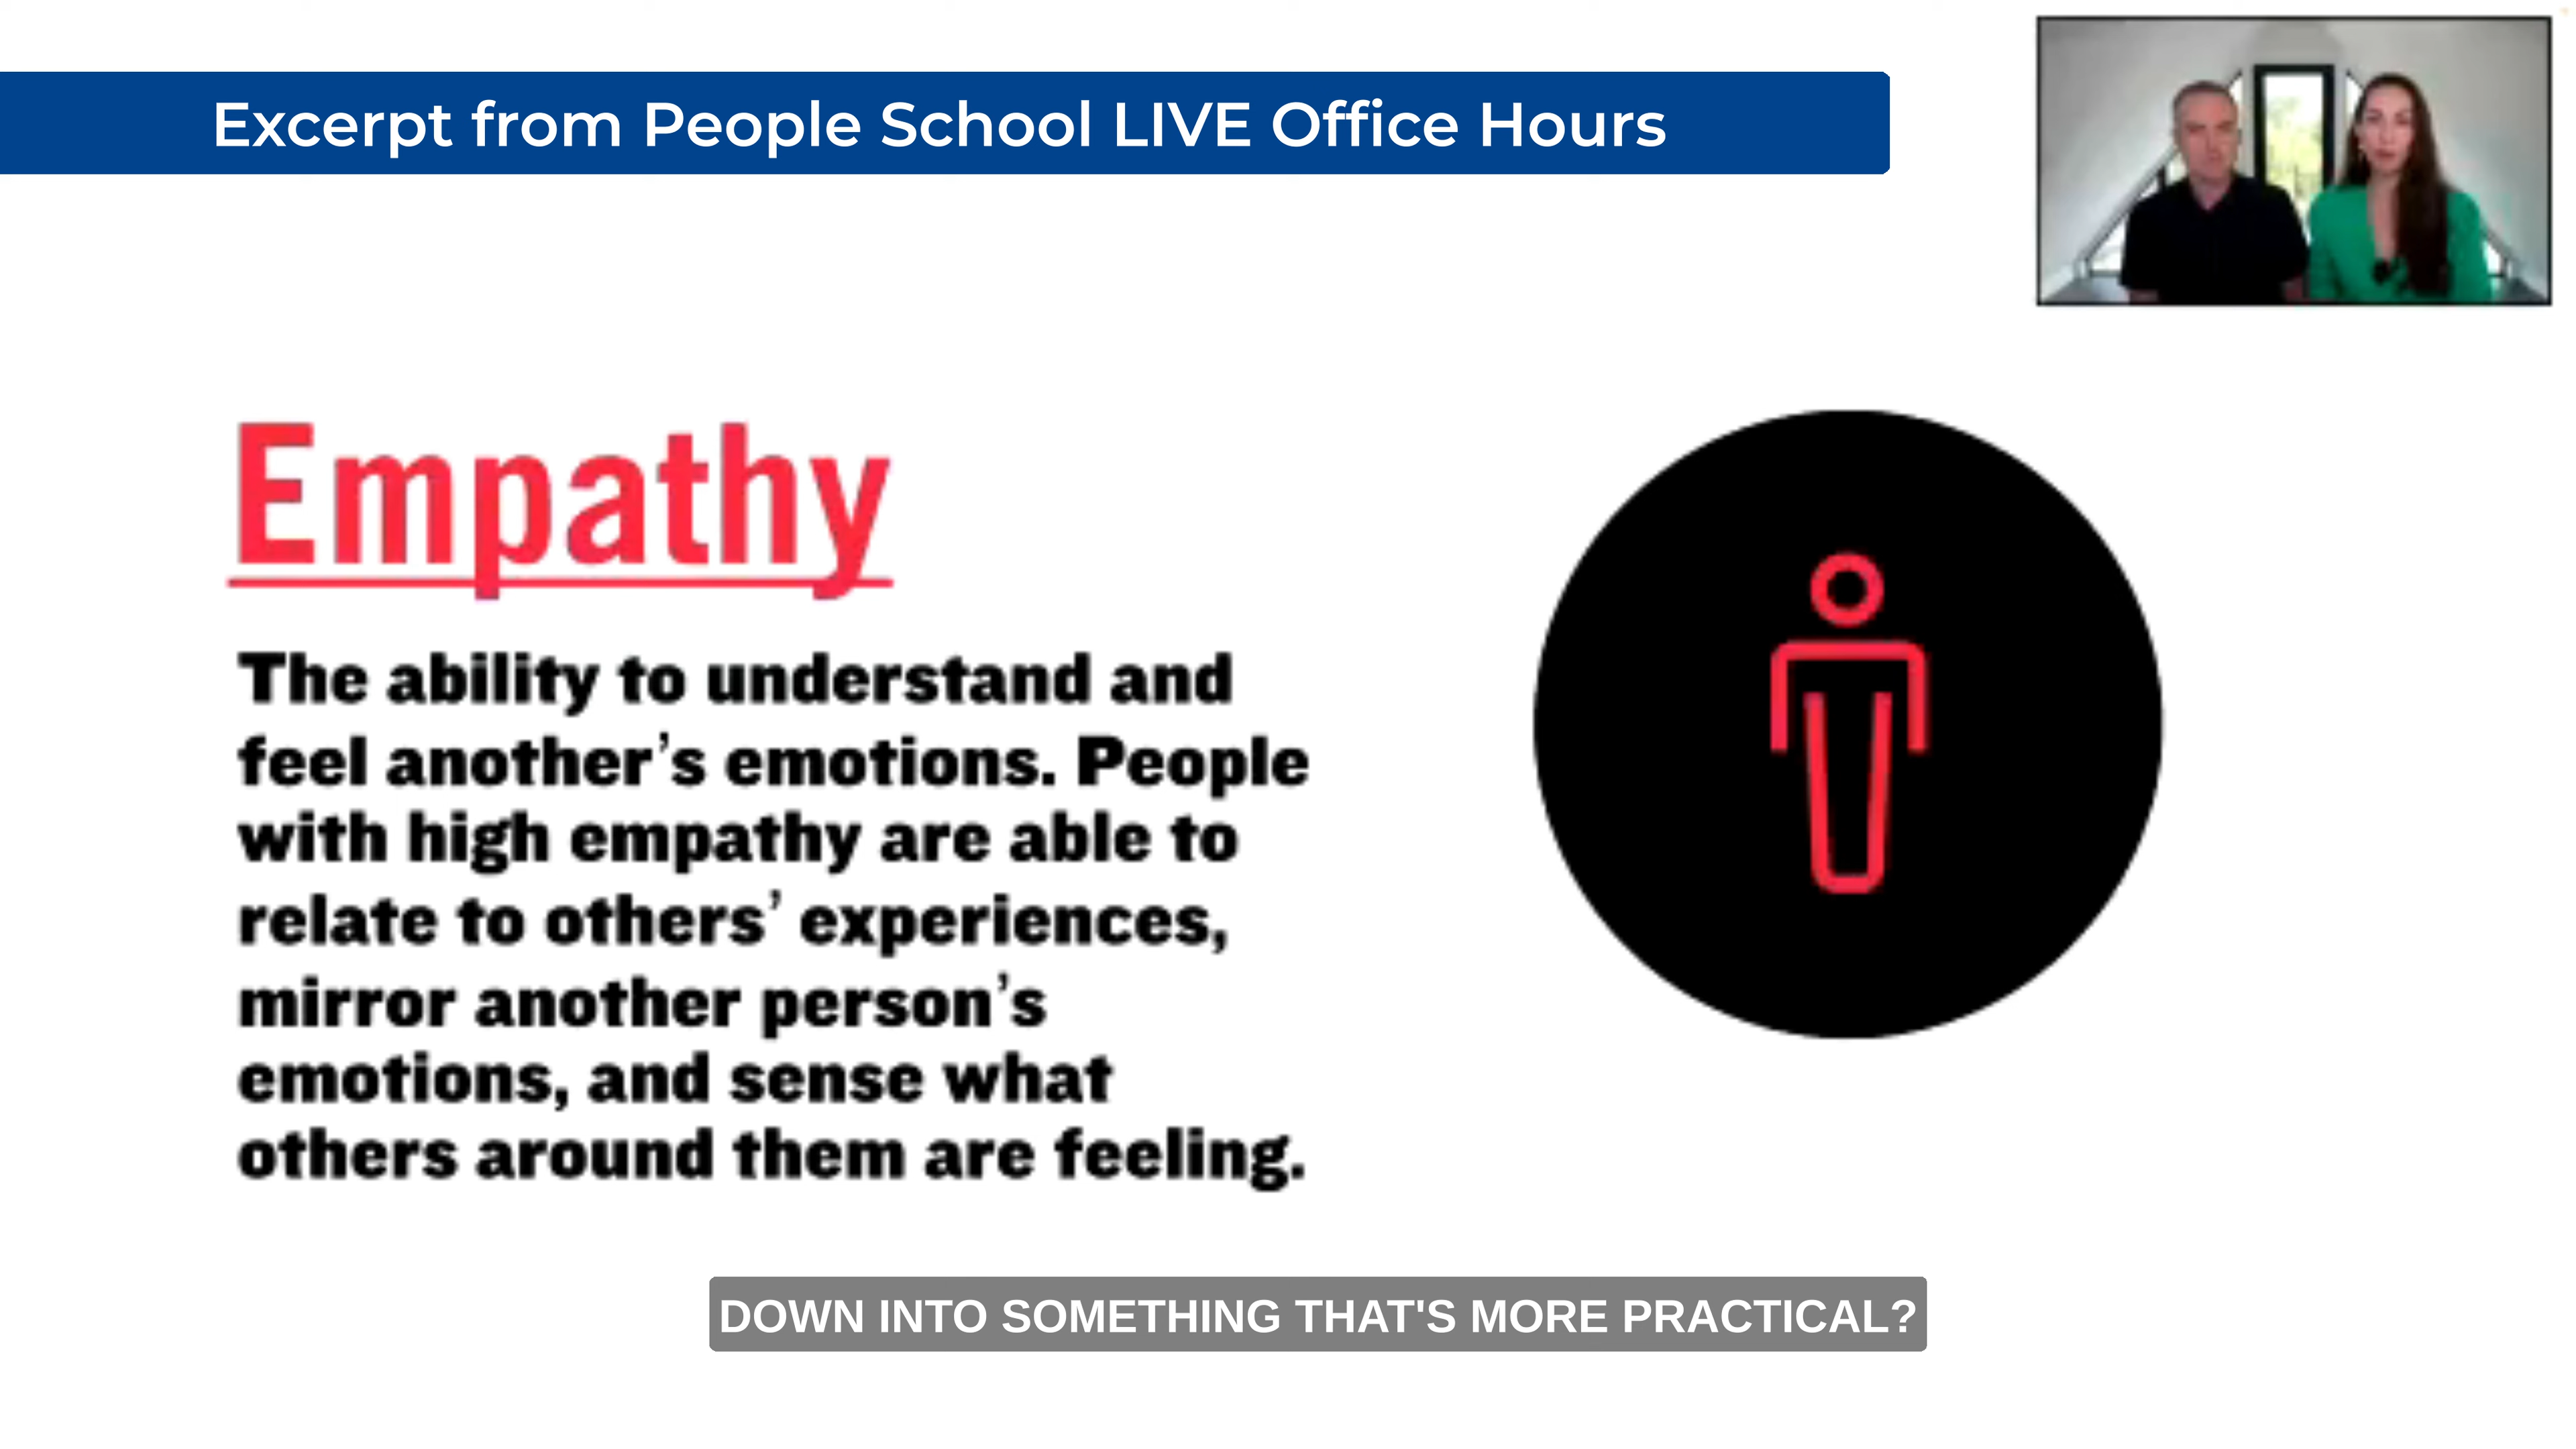 Excerpt from People School LIVE Office Hours
Empathy
The ability to understand and
feel another’s emotions. People
with high empathy are able to
relate to others’ experiences,
mirror another person’s
emotions, and sense what
others around them are feeling.
DOWN INTO SOMETHING THAT'S MORE PRACTICAL?